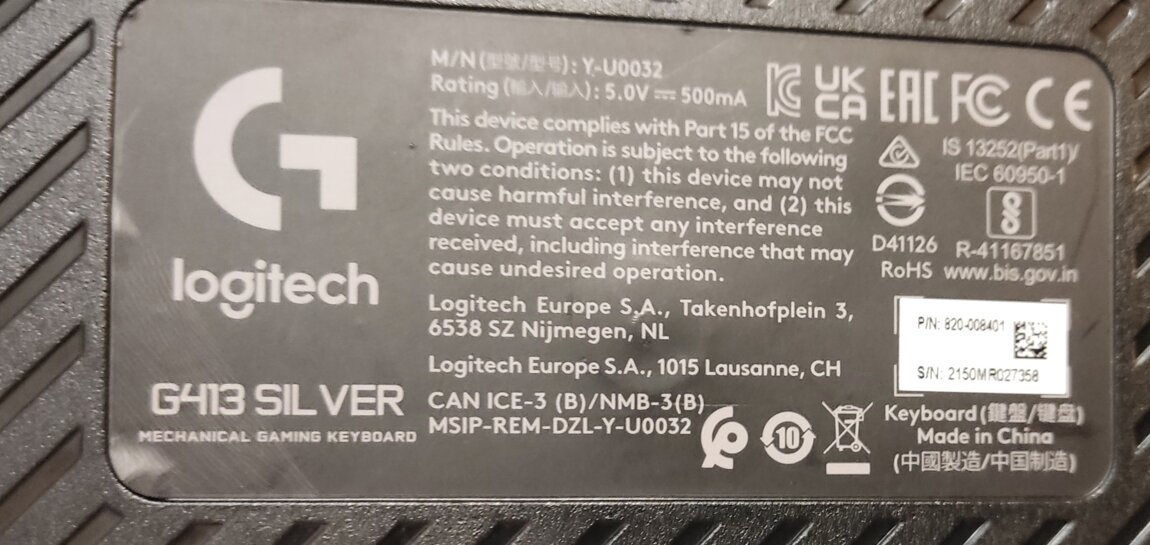 M/N (型號/型号): Y-U0032
Rating (輸入/输入): 5.0V ⎓ 500mA
This device complies with Part 15 of the FCC
Rules. Operation is subject to the following
two conditions: (1) this device may not
cause harmful interference, and (2) this
device must accept any interference
received, including interference that may
cause undesired operation.
Logitech Europe S.A., Takenhofplein 3,
6538 SZ Nijmegen, NL
Logitech Europe S.A., 1015 Lausanne, CH
CAN ICE-3 (B)/NMB-3(B)
MSIP-REM-DZL-Y-U0032
logitech
G413 SILVER
MECHANICAL GAMING KEYBOARD
UK CA EAC FC CE
IS 13252(Part1)/
IEC 60950-1
D41126
RoHS
R-41167851
www.bis.gov.in
P/N: 820-008401
S/N: 2150MR027358
10
Keyboard (鍵盤/键盘)
Made in China
(中國製造/中国制造)